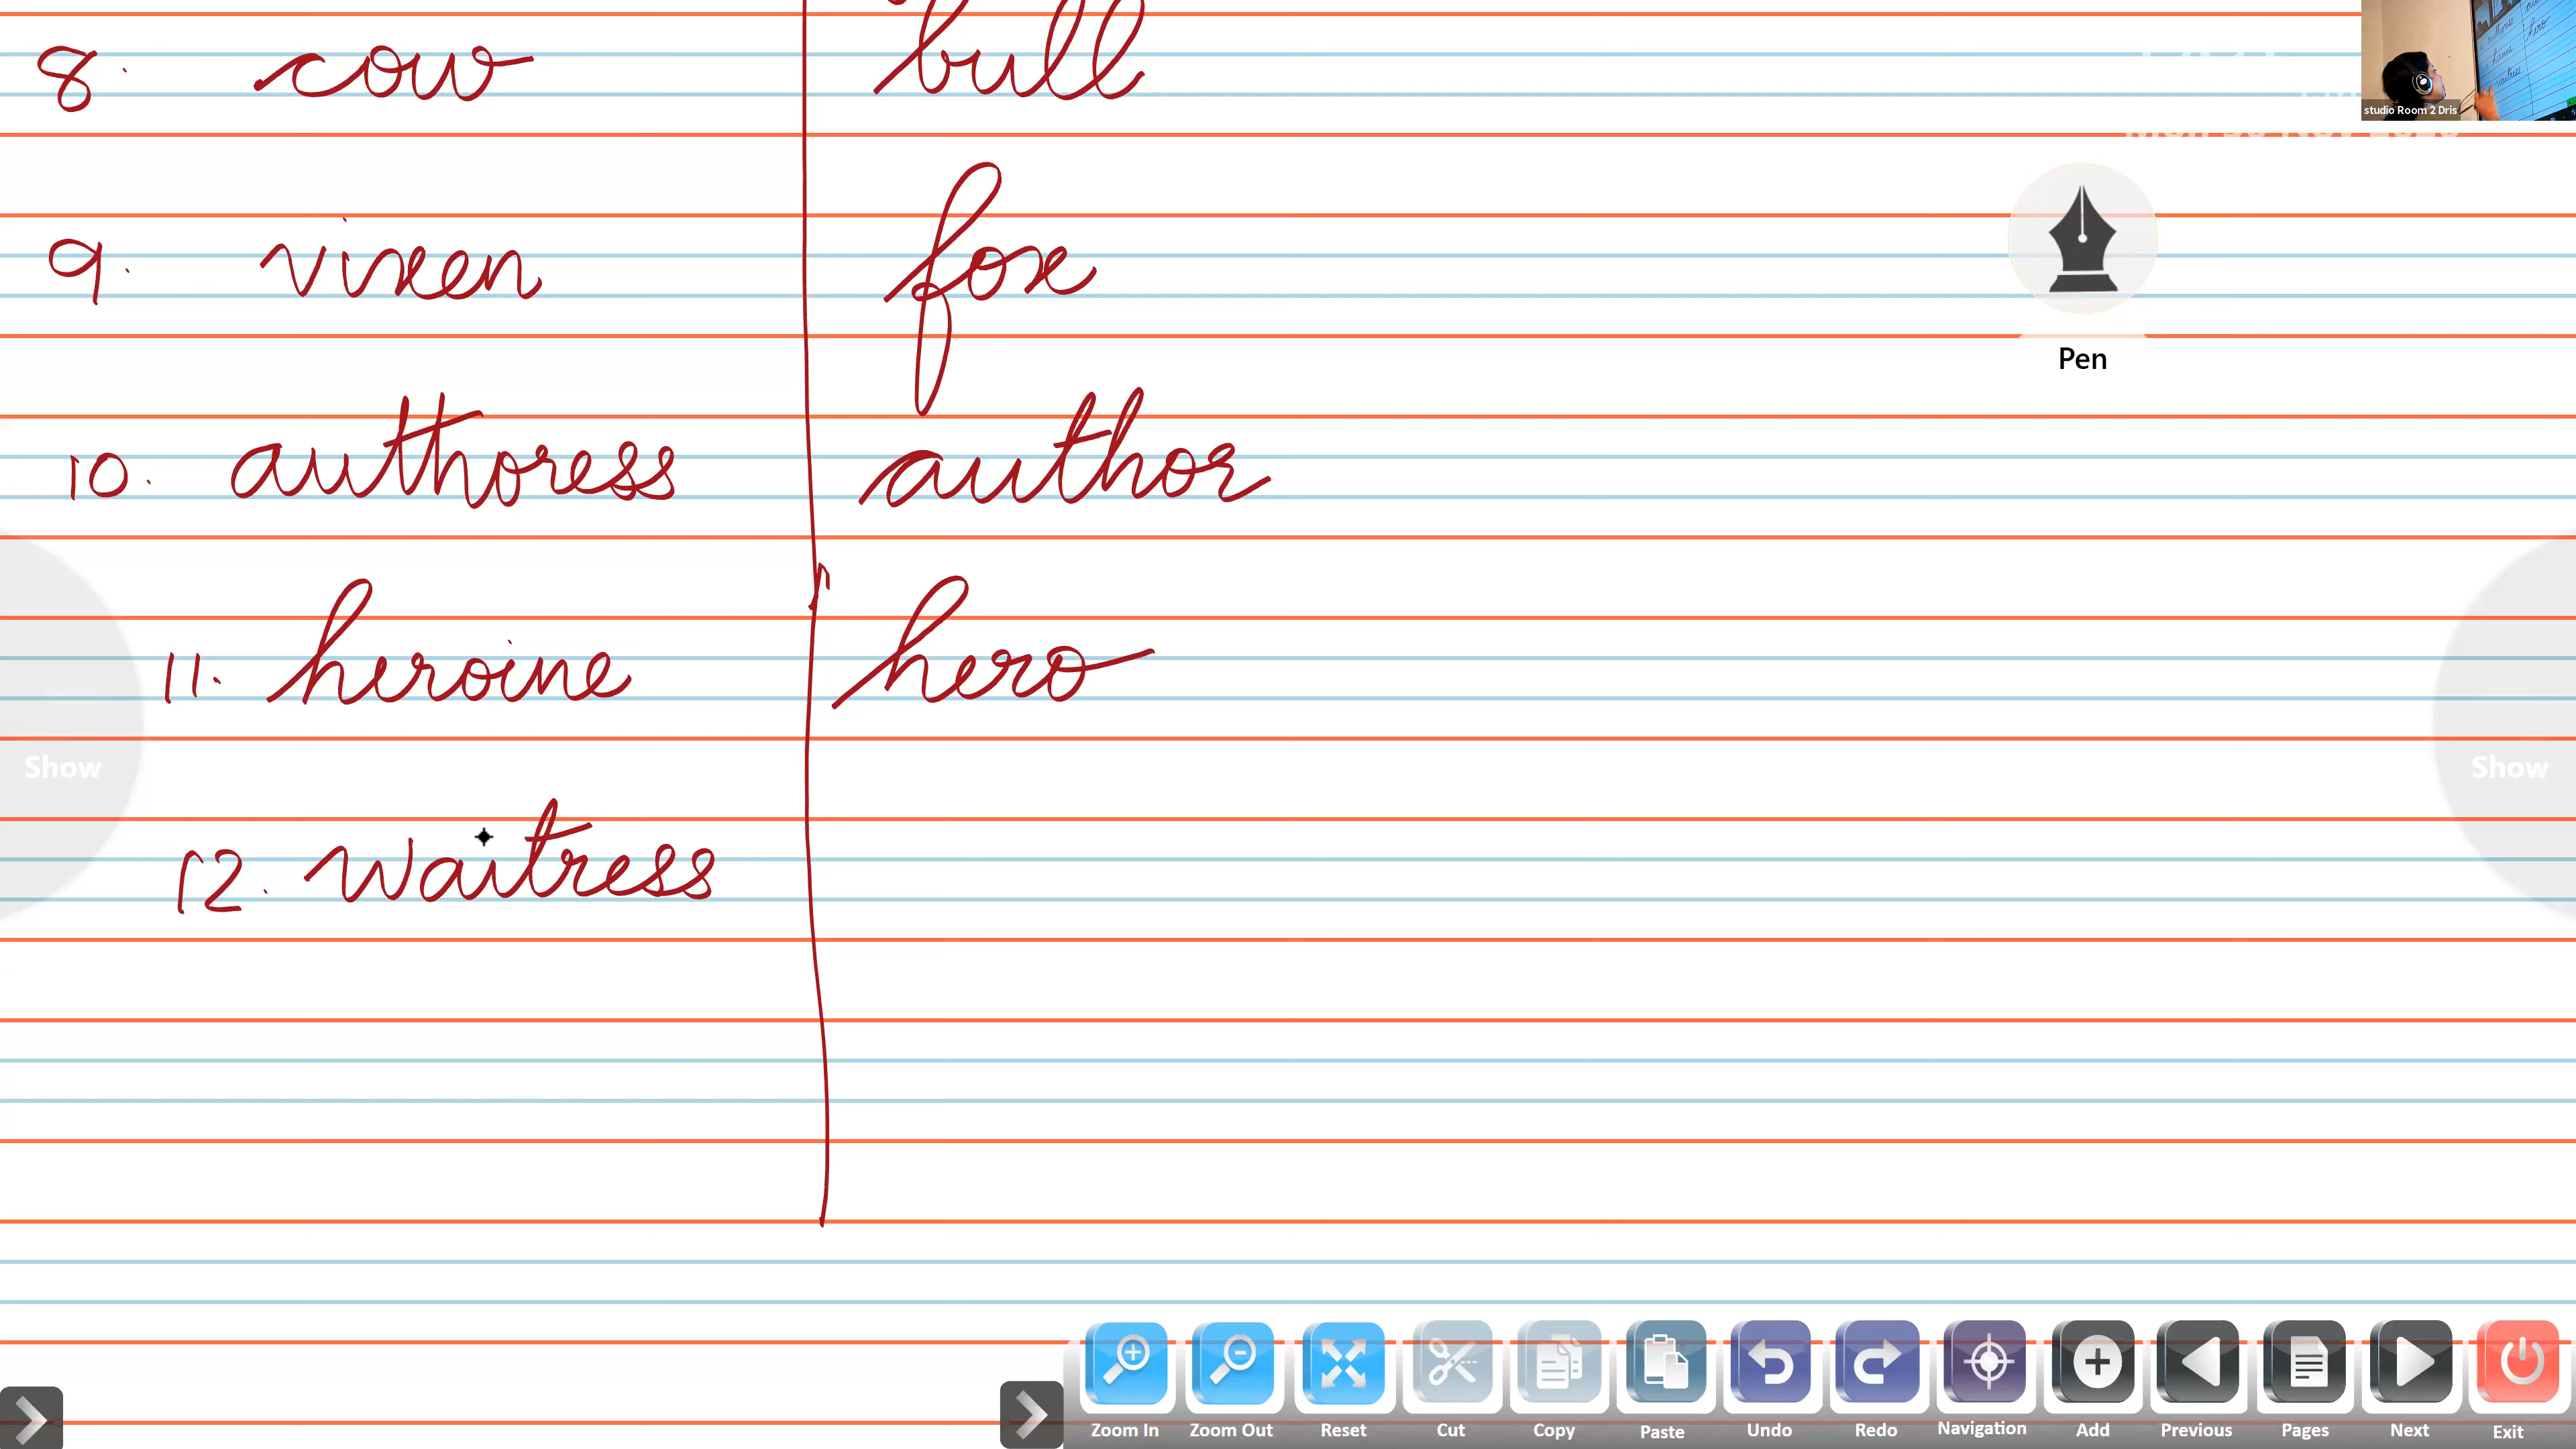 8. cow bull
studio Room 2 Dris
9. vixen fox
Pen
10. authoress author
11. heroine hero
Show Show
12. waitress
Zoom In Zoom Out Reset Cut Copy Paste Undo Redo Navigation Add Previous Pages Next Exit